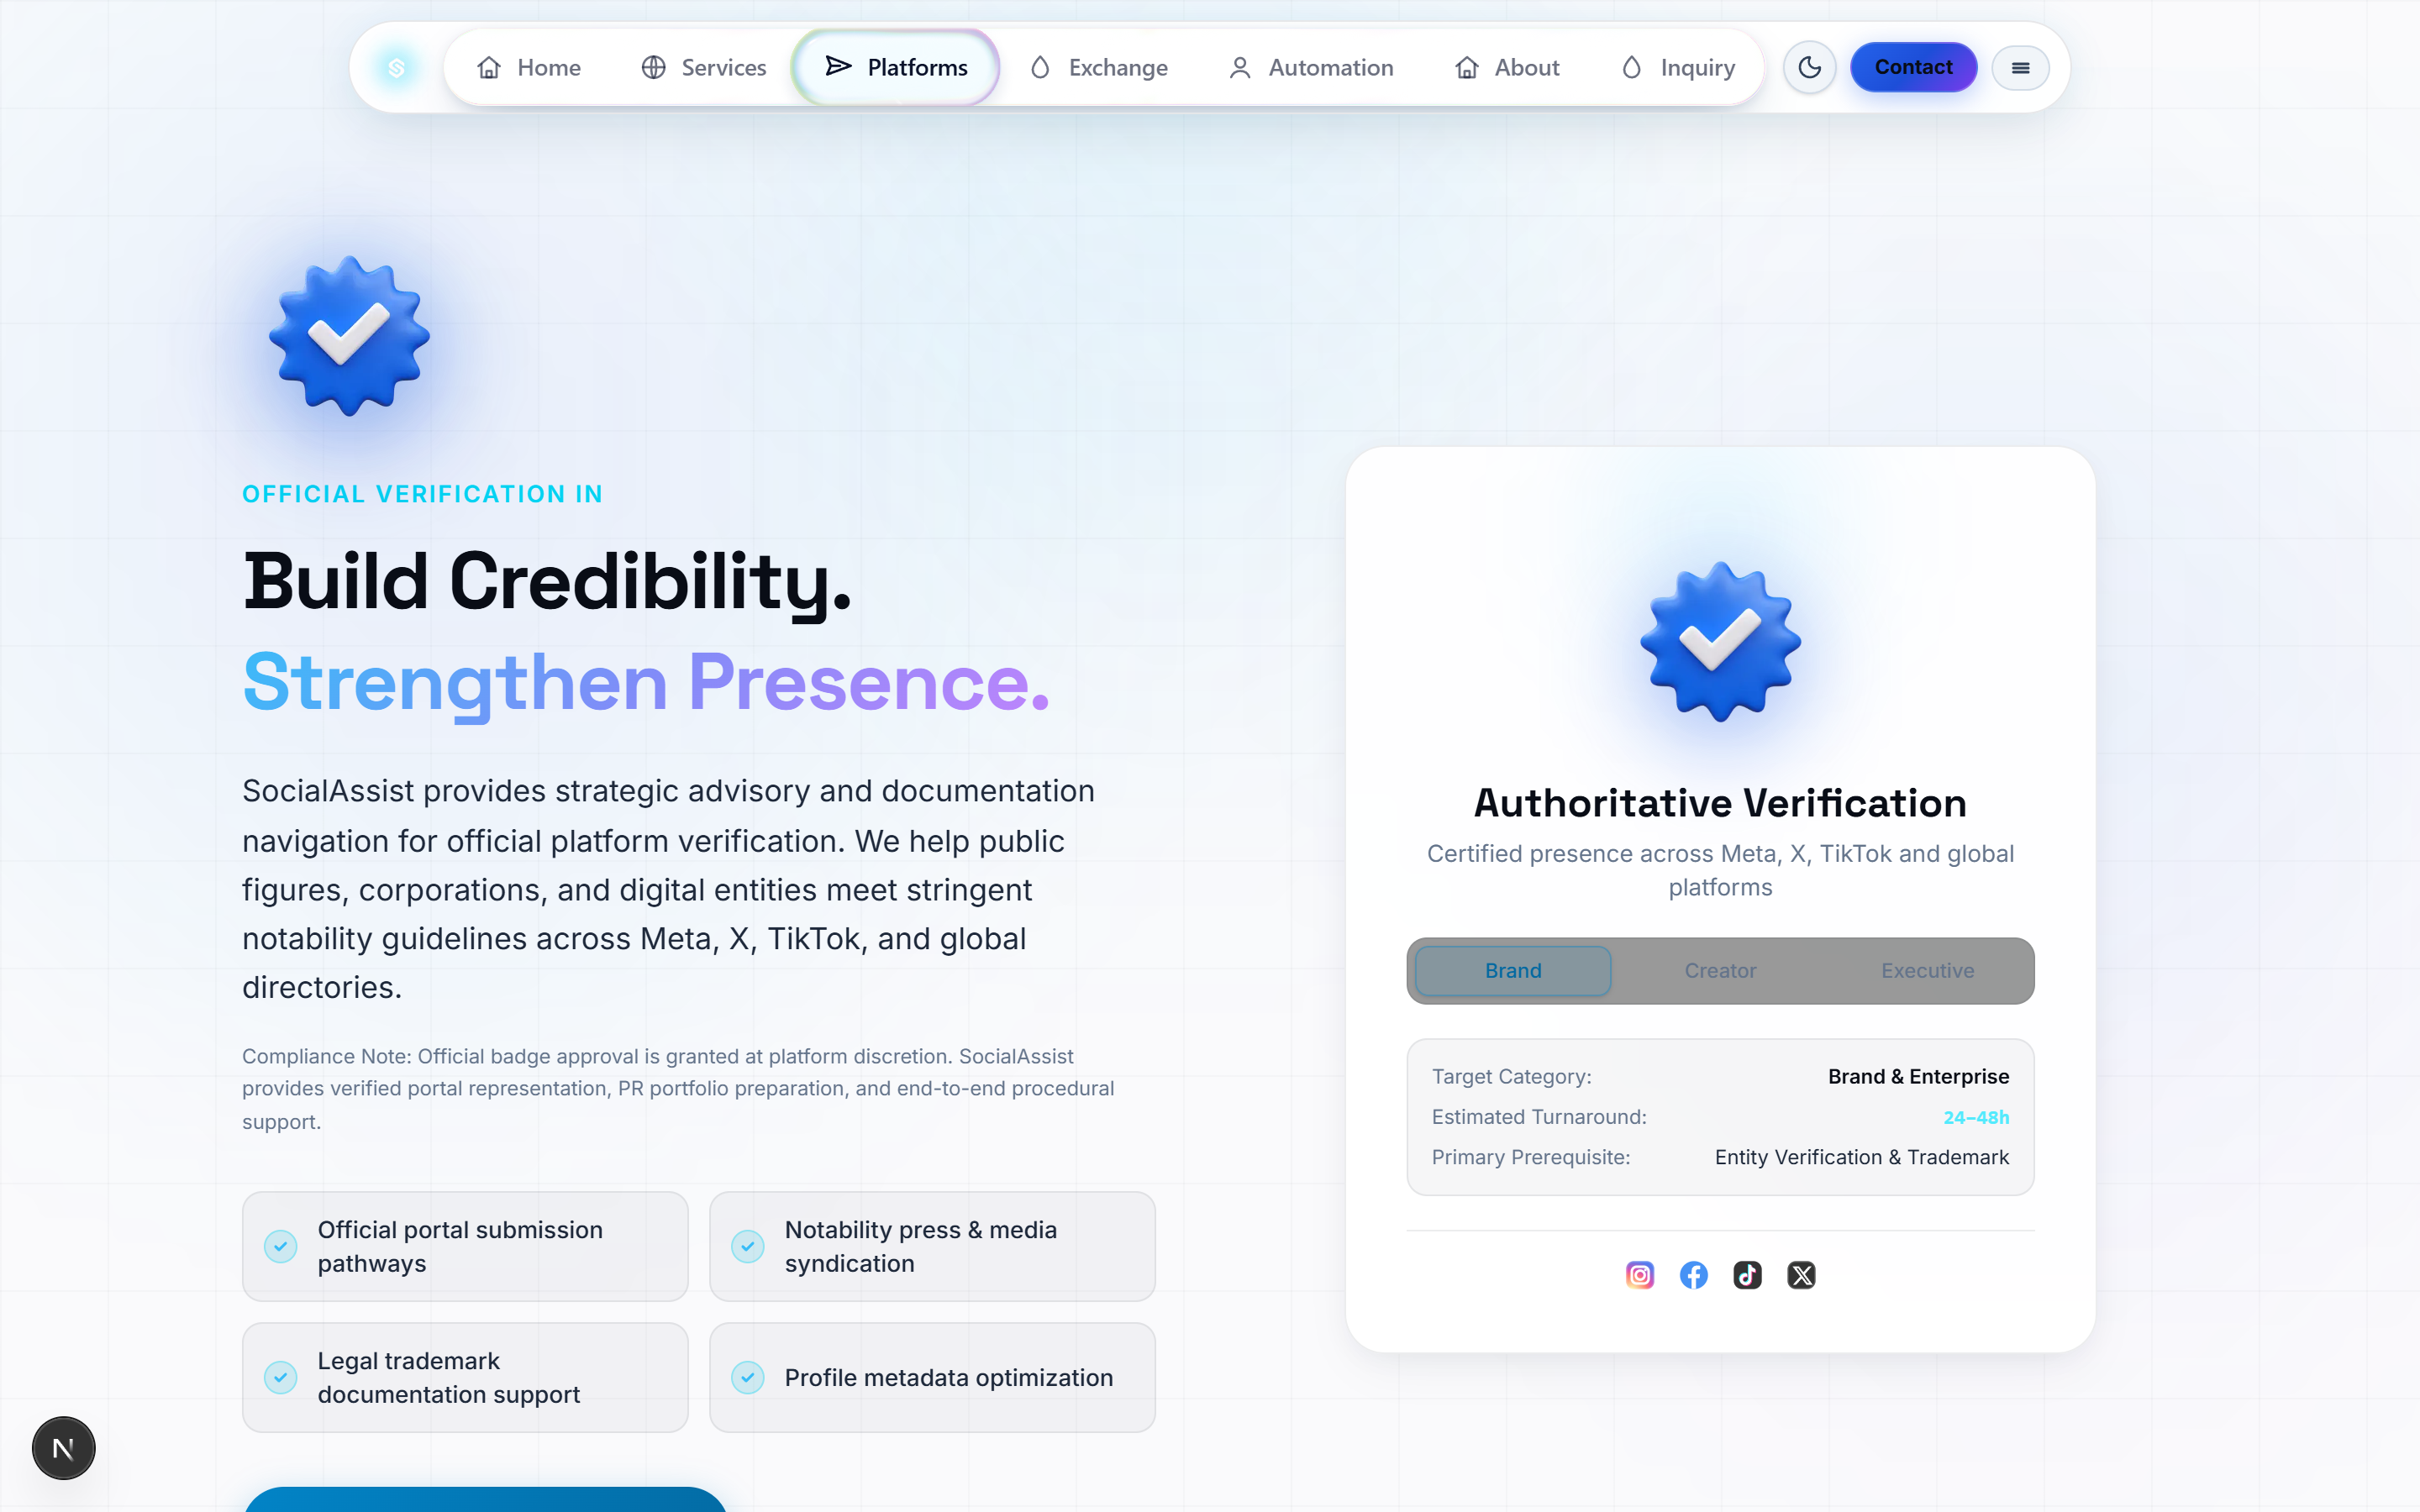 Home
Services
Platforms
Exchange
Automation
About
Inquiry
Contact
OFFICIAL VERIFICATION IN
Build Credibility.
Strengthen Presence.
SocialAssist provides strategic advisory and documentation
navigation for official platform verification. We help public
figures, corporations, and digital entities meet stringent
notability guidelines across Meta, X, TikTok, and global
directories.
Compliance Note: Official badge approval is granted at platform discretion. SocialAssist
provides verified portal representation, PR portfolio preparation, and end-to-end procedural
support.
Official portal submission
pathways
Notability press & media
syndication
Legal trademark
documentation support
Profile metadata optimization
Authoritative Verification
Certified presence across Meta, X, TikTok and global
platforms
Brand
Creator
Executive
Target Category:
Brand & Enterprise
Estimated Turnaround:
24–48h
Primary Prerequisite:
Entity Verification & Trademark
N